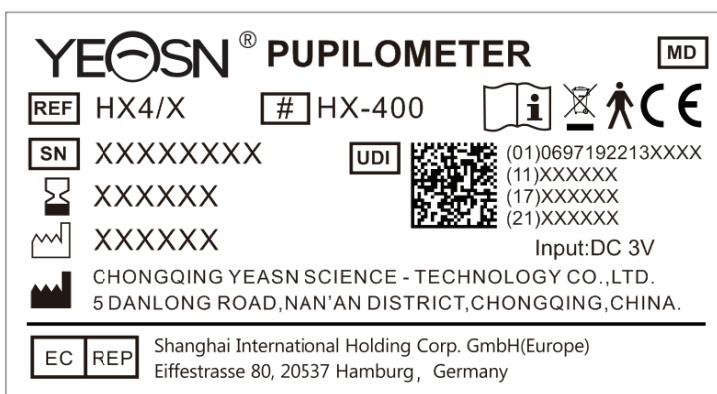 YEASN® PUPILOMETER MD
REF HX4/X # HX-400 i CE
SN XXXXXXXX UDI (01)0697192213XXXX
(11)XXXXXX
XXXXXX (17)XXXXXX
(21)XXXXXX
XXXXXX Input:DC 3V
CHONGQING YEASN SCIENCE - TECHNOLOGY CO.,LTD.
5 DANLONG ROAD,NAN'AN DISTRICT,CHONGQING,CHINA.
EC REP Shanghai International Holding Corp. GmbH(Europe)
Eiffestrasse 80, 20537 Hamburg, Germany